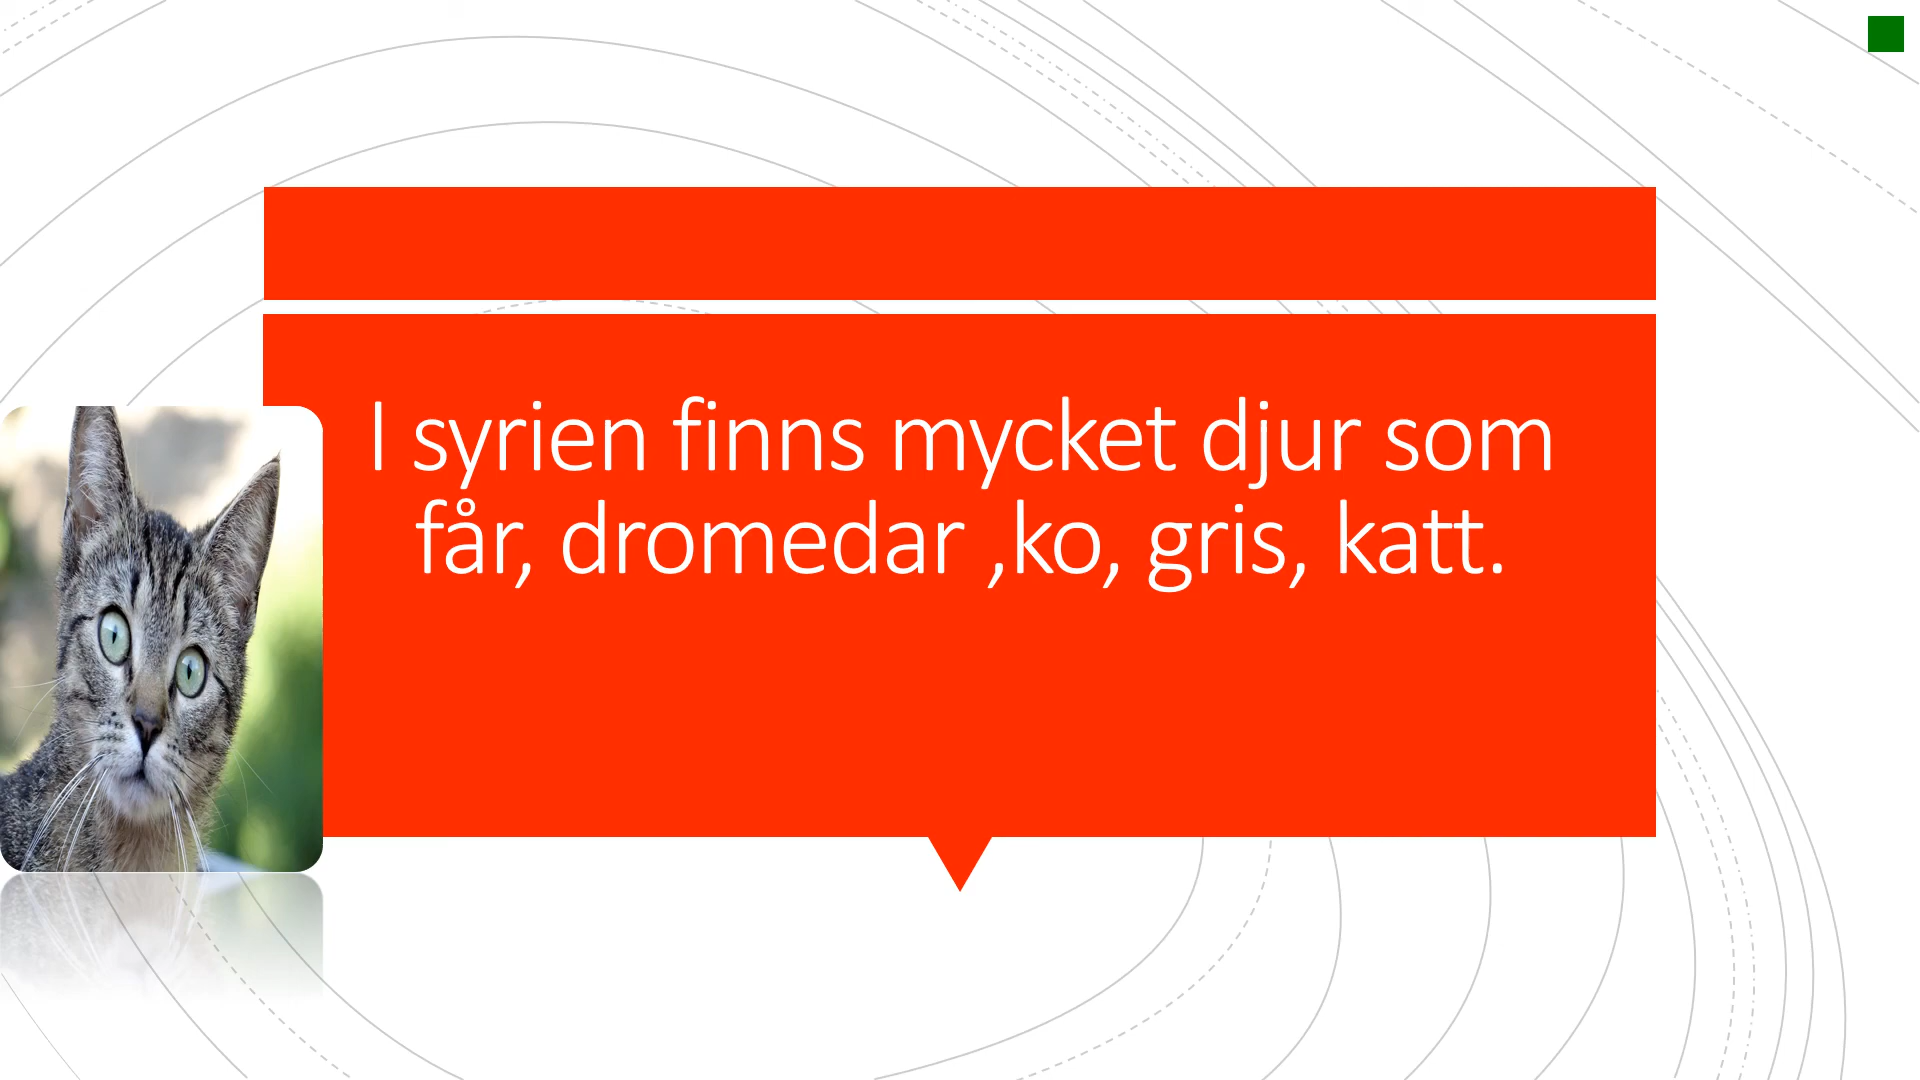 I syrien finns mycket djur som
får, dromedar ,ko, gris, katt.